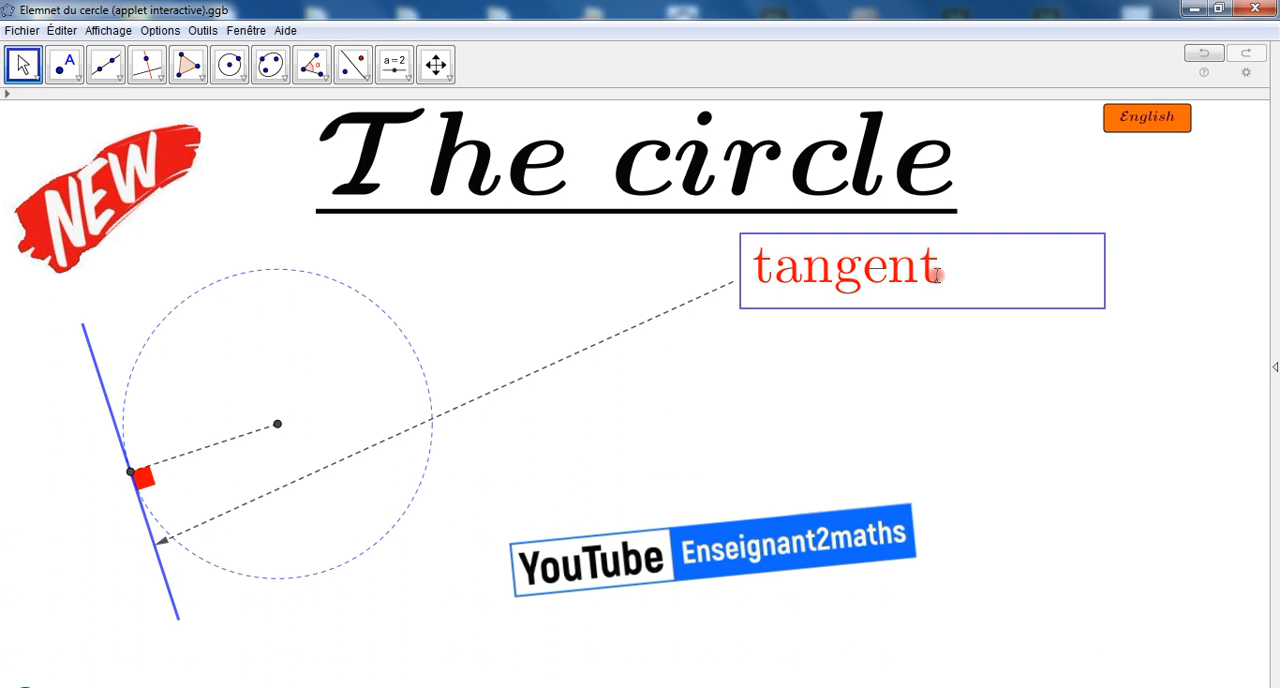 Elemnet du cercle (applet interactive).ggb
Fichier Éditer Affichage Options Outils Fenêtre Aide
A
α
a = 2
The circle
English
NEW
tangent
YouTube Enseignant2maths